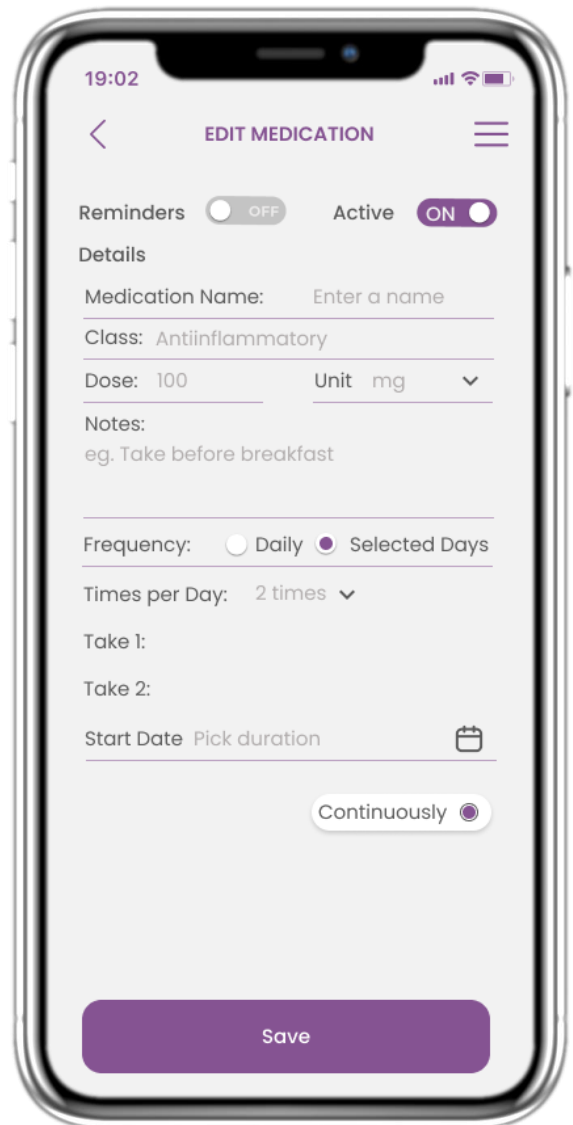 19:02
EDIT MEDICATION
Reminders OFF Active ON
Details
Medication Name: Enter a name
Class: Antiinflammatory
Dose: 100 Unit mg
Notes:
eg. Take before breakfast
Frequency: Daily Selected Days
Times per Day: 2 times
Take 1:
Take 2:
Start Date Pick duration
Continuously
Save